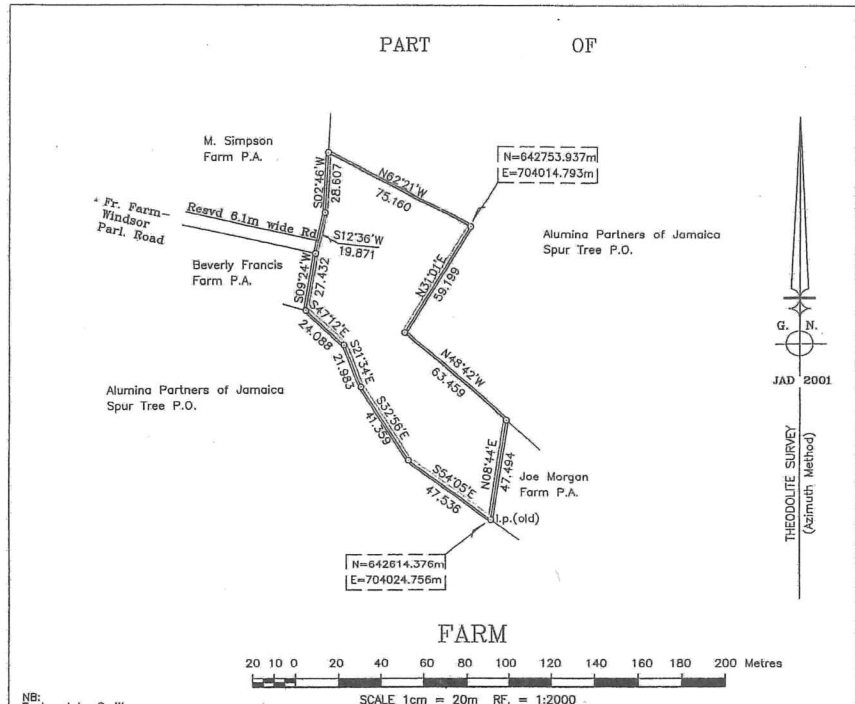 PART OF
M. Simpson
Farm P.A.
N=642753.937m
E=704014.793m
S02°46'W
28.607
N62°21'W
75.160
* Fr. Farm-
Windsor
Parl. Road
Resvd 6.1m wide Rd
S12°36'W
19.871
Alumina Partners of Jamaica
Spur Tree P.O.
Beverly Francis
Farm P.A.
S09°24'W
27.432
N31°01'E
59.199
G. N.
JAD 2001
S47°12'E
24.088
S21°34'E
21.983
N48°42'W
63.459
Alumina Partners of Jamaica
Spur Tree P.O.
S32°56'E
41.359
THEODOLITE SURVEY
(Azimuth Method)
N08°44'E
47.494
Joe Morgan
Farm P.A.
S54°05'E
47.536
I.p.(old)
N=642614.376m
E=704024.756m
FARM
20 10 0 20 40 60 80 100 120 140 160 180 200 Metres
SCALE 1cm = 20m RF. = 1:2000
NB: